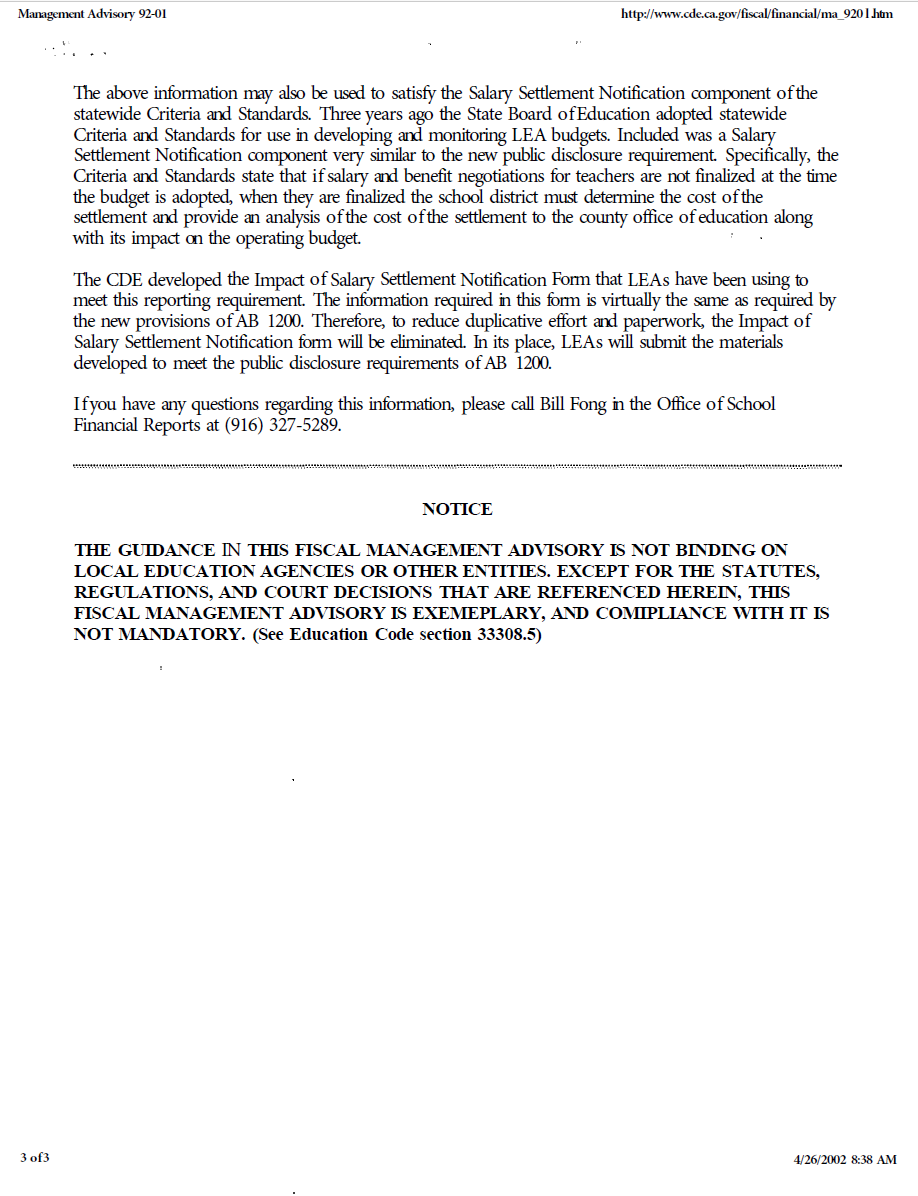 Management Advisory 92-01 http://www.cde.ca.gov/fiscal/financial/ma_9201.htm
The above information may also be used to satisfy the Salary Settlement Notification component of the
statewide Criteria and Standards. Three years ago the State Board of Education adopted statewide
Criteria and Standards for use in developing and monitoring LEA budgets. Included was a Salary
Settlement Notification component very similar to the new public disclosure requirement. Specifically, the
Criteria and Standards state that if salary and benefit negotiations for teachers are not finalized at the time
the budget is adopted, when they are finalized the school district must determine the cost of the
settlement and provide an analysis of the cost of the settlement to the county office of education along
with its impact on the operating budget.
The CDE developed the Impact of Salary Settlement Notification Form that LEAs have been using to
meet this reporting requirement. The information required in this form is virtually the same as required by
the new provisions of AB 1200. Therefore, to reduce duplicative effort and paperwork, the Impact of
Salary Settlement Notification form will be eliminated. In its place, LEAs will submit the materials
developed to meet the public disclosure requirements of AB 1200.
If you have any questions regarding this information, please call Bill Fong in the Office of School
Financial Reports at (916) 327-5289.
NOTICE
THE GUIDANCE IN THIS FISCAL MANAGEMENT ADVISORY IS NOT BINDING ON
LOCAL EDUCATION AGENCIES OR OTHER ENTITIES. EXCEPT FOR THE STATUTES,
REGULATIONS, AND COURT DECISIONS THAT ARE REFERENCED HEREIN, THIS
FISCAL MANAGEMENT ADVISORY IS EXEMEPLARY, AND COMIPLIANCE WITH IT IS
NOT MANDATORY. (See Education Code section 33308.5)
3 of3 4/26/2002 8:38 AM